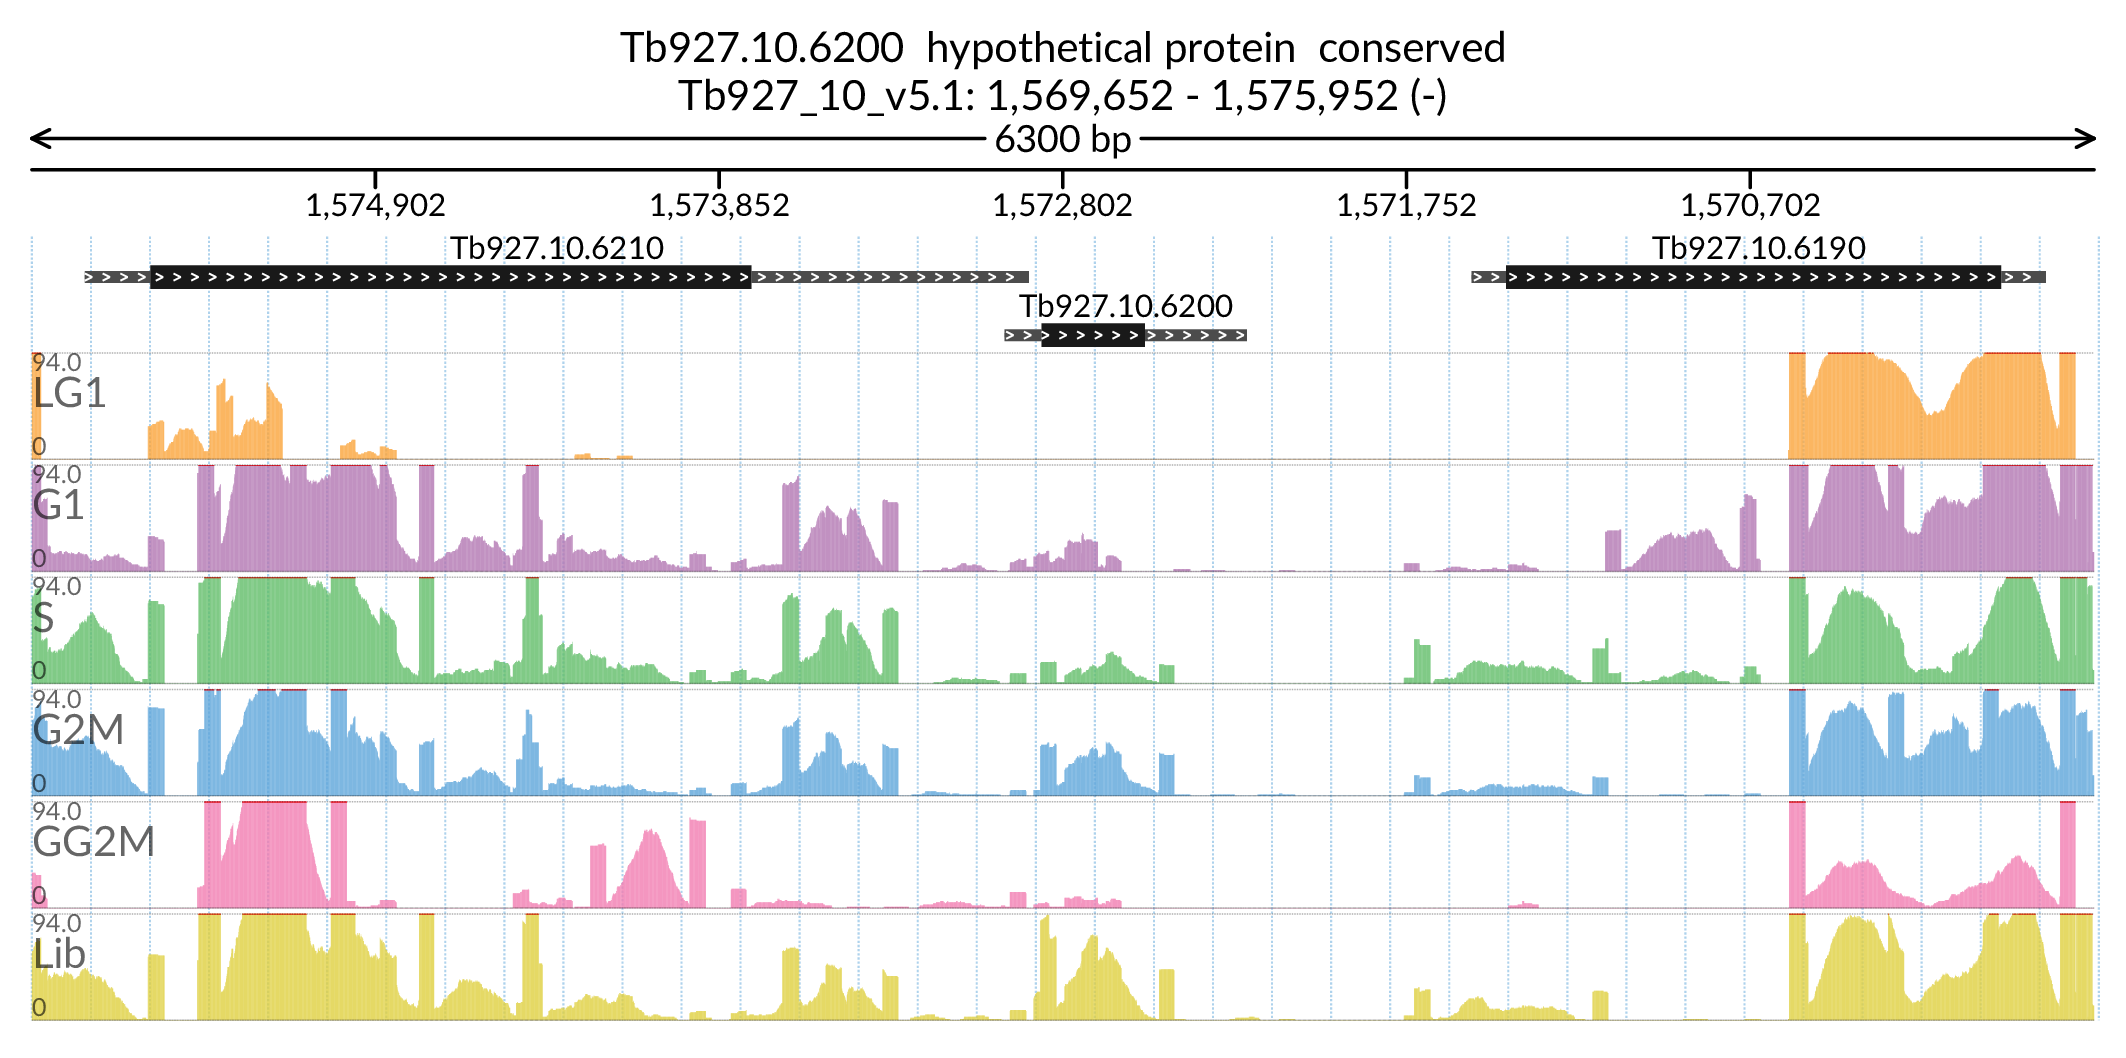 Tb927.10.6200  hypothetical protein  conserved
Tb927_10_v5.1: 1,569,652 - 1,575,952 (-)
6300 bp
1,574,902 1,573,852 1,572,802 1,571,752 1,570,702
Tb927.10.6210 Tb927.10.6190
Tb927.10.6200
94.0
LG1
0
94.0
G1
0
94.0
S
0
94.0
G2M
0
94.0
GG2M
0
94.0
Lib
0